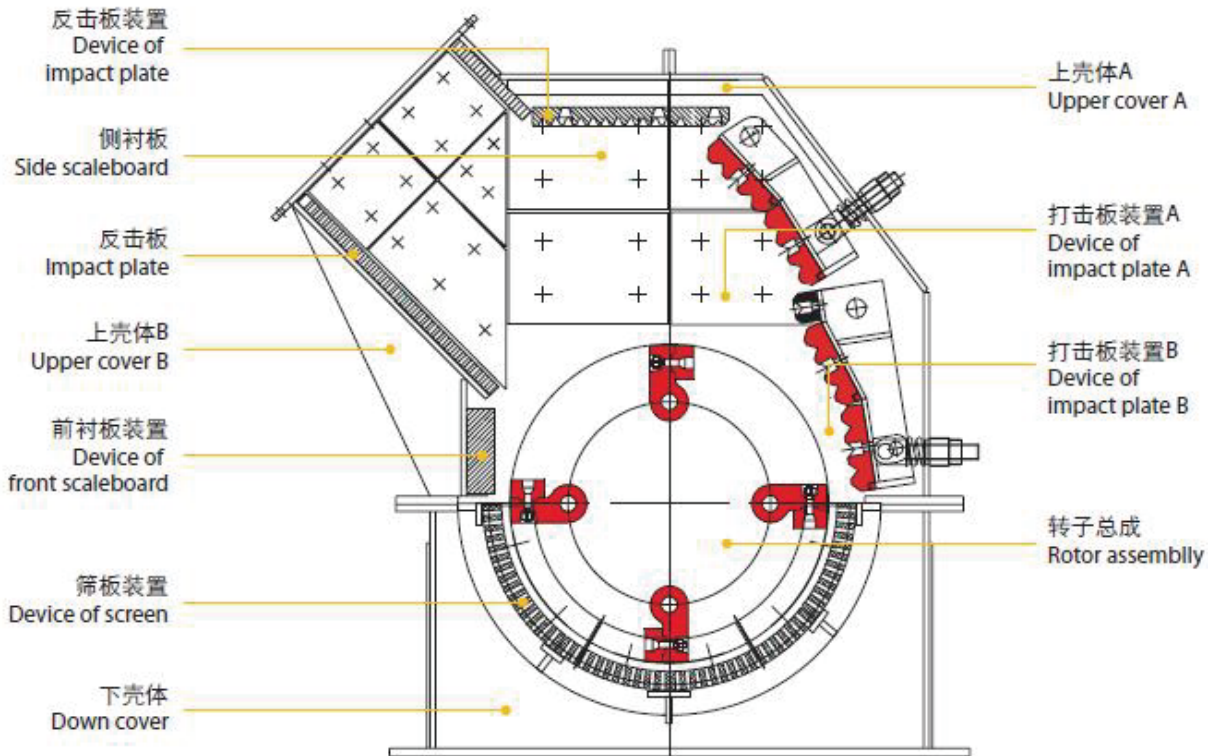 反击板装置
Device of
impact plate
侧衬板
Side scaleboard
反击板
Impact plate
上壳体B
Upper cover B
前衬板装置
Device of
front scaleboard
筛板装置
Device of screen
下壳体
Down cover
上壳体A
Upper cover A
打击板装置A
Device of
impact plate A
打击板装置B
Device of
impact plate B
转子总成
Rotor assemblly